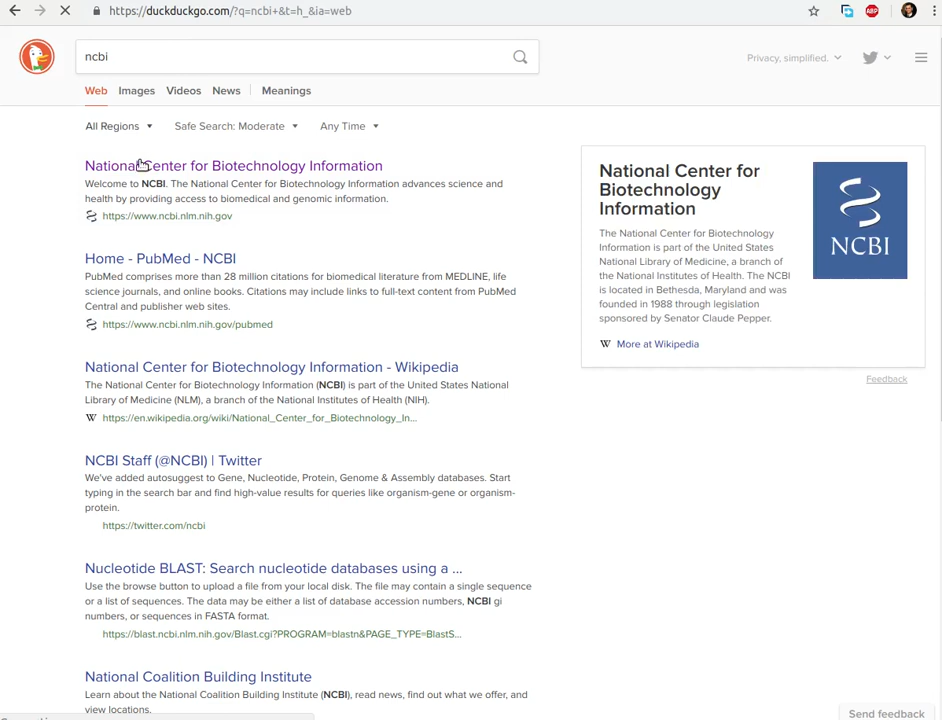 https://duckduckgo.com/?q=ncbi+&t=h_&ia=web
ABP
ncbi
Privacy, simplified.
Web Images Videos News Meanings
All Regions Safe Search: Moderate Any Time
National Center for Biotechnology Information
Welcome to NCBI. The National Center for Biotechnology Information advances science and
health by providing access to biomedical and genomic information.
https://www.ncbi.nlm.nih.gov
Home - PubMed - NCBI
PubMed comprises more than 28 million citations for biomedical literature from MEDLINE, life
science journals, and online books. Citations may include links to full-text content from PubMed
Central and publisher web sites.
https://www.ncbi.nlm.nih.gov/pubmed
National Center for Biotechnology Information - Wikipedia
The National Center for Biotechnology Information (NCBI) is part of the United States National
Library of Medicine (NLM), a branch of the National Institutes of Health (NIH).
W https://en.wikipedia.org/wiki/National_Center_for_Biotechnology_In...
NCBI Staff (@NCBI) | Twitter
We've added autosuggest to Gene, Nucleotide, Protein, Genome & Assembly databases. Start
typing in the search bar and find high-value results for queries like organism-gene or organism-
protein.
https://twitter.com/ncbi
Nucleotide BLAST: Search nucleotide databases using a ...
Use the browse button to upload a file from your local disk. The file may contain a single sequence
or a list of sequences. The data may be either a list of database accession numbers, NCBI gi
numbers, or sequences in FASTA format.
https://blast.ncbi.nlm.nih.gov/Blast.cgi?PROGRAM=blastn&PAGE_TYPE=BlastS...
National Coalition Building Institute
Learn about the National Coalition Building Institute (NCBI), read news, find out what we offer, and
view locations.
National Center for
Biotechnology
Information
The National Center for Biotechnology
Information is part of the United States
National Library of Medicine, a branch of
the National Institutes of Health. The NCBI
is located in Bethesda, Maryland and was
founded in 1988 through legislation
sponsored by Senator Claude Pepper.
W More at Wikipedia
NCBI
Feedback
Send feedback